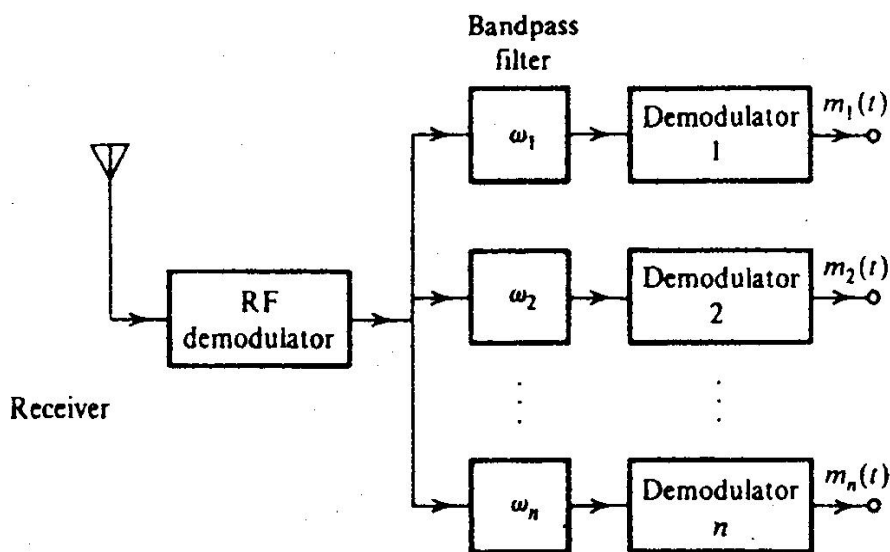 Bandpass
filter
ω₁
Demodulator
1
m₁(t)
RF
demodulator
ω₂
Demodulator
2
m₂(t)
Receiver
ωₙ
Demodulator
n
mₙ(t)